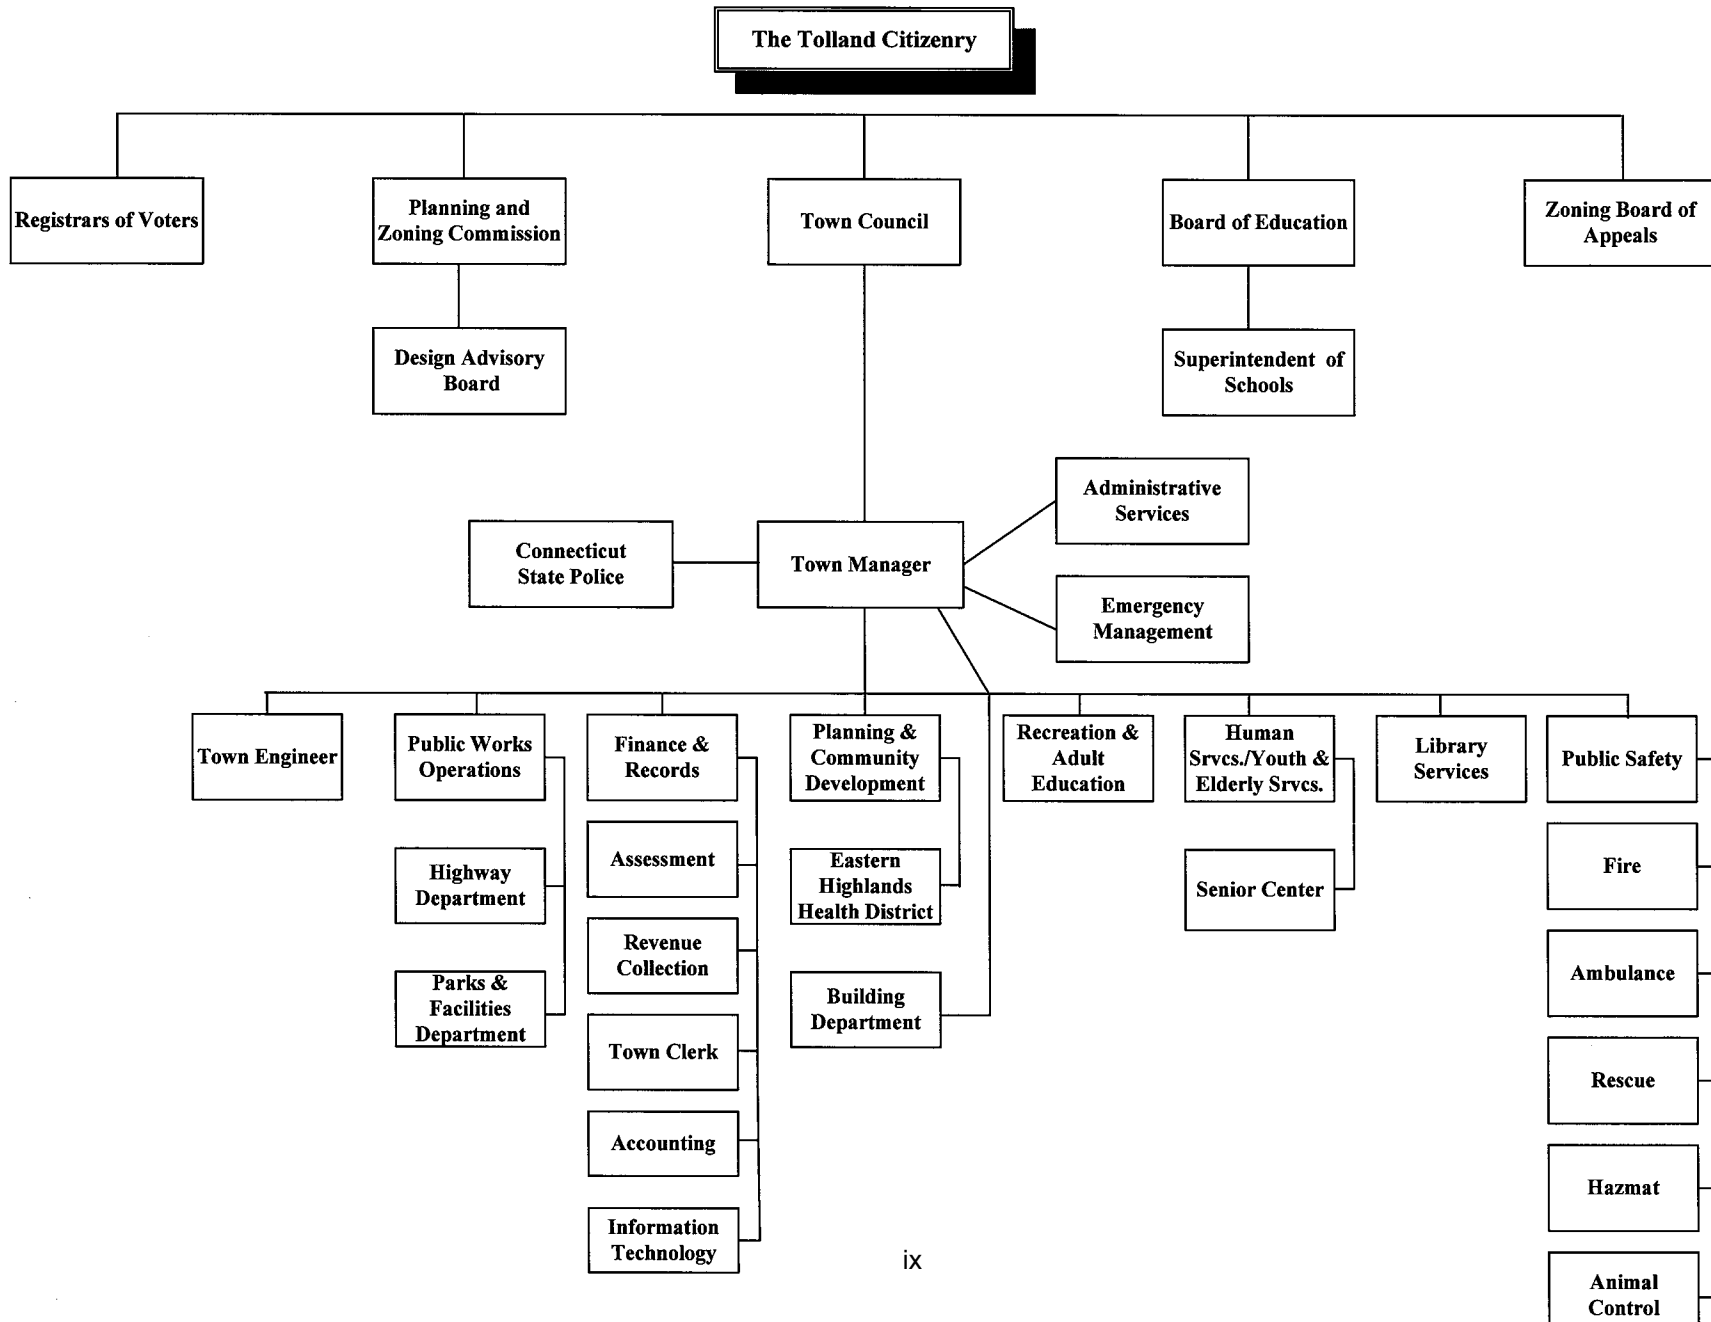 The Tolland Citizenry
Registrars of Voters
Planning and
Zoning Commission
Town Council
Board of Education
Zoning Board of
Appeals
Design Advisory
Board
Superintendent of
Schools
Administrative
Services
Connecticut
State Police
Town Manager
Emergency
Management
Town Engineer
Public Works
Operations
Finance &
Records
Planning &
Community
Development
Recreation &
Adult
Education
Human
Srvcs./Youth &
Elderly Srvcs.
Library
Services
Public Safety
Highway
Department
Parks &
Facilities
Department
Assessment
Revenue
Collection
Town Clerk
Accounting
Information
Technology
Eastern
Highlands
Health District
Building
Department
Senior Center
Fire
Ambulance
Rescue
Hazmat
Animal
Control
ix